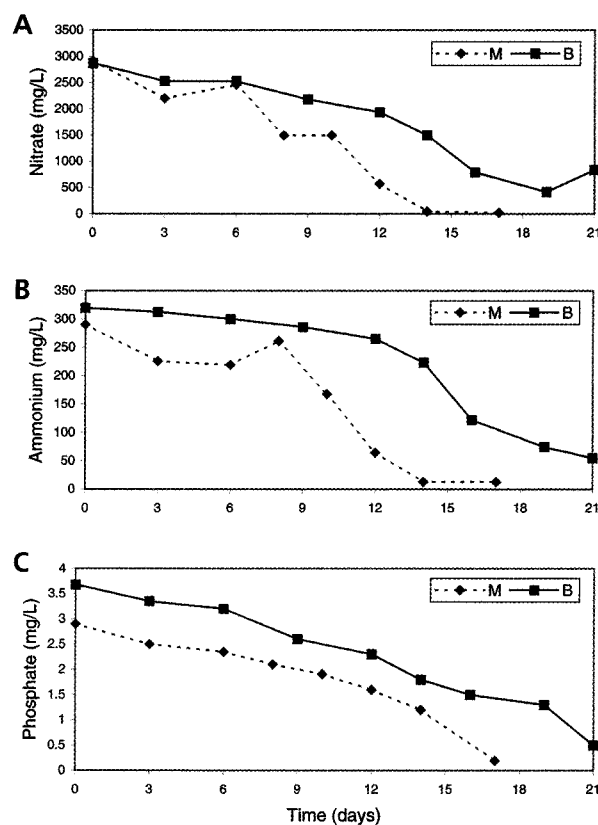 A
Nitrate (mg/L)
3500
3000
2500
2000
1500
1000
500
0
M B
0 3 6 9 12 15 18 21
B
Ammonium (mg/L)
350
300
250
200
150
100
50
0
M B
0 3 6 9 12 15 18 21
C
Phosphate (mg/L)
4
3.5
3
2.5
2
1.5
1
0.5
0
M B
0 3 6 9 12 15 18 21
Time (days)